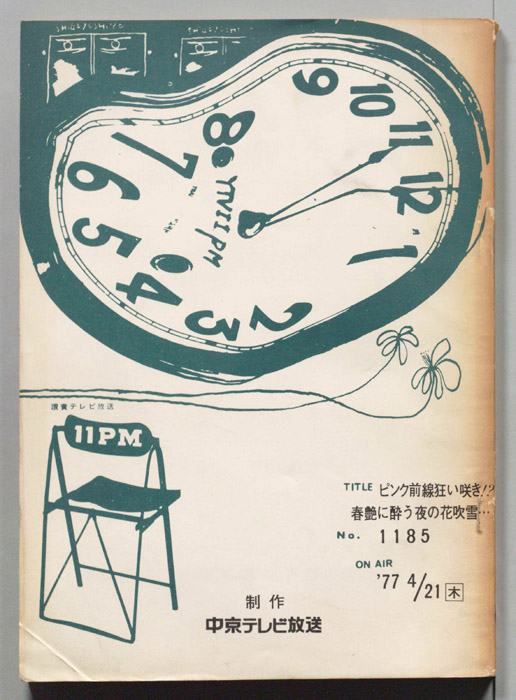 9
10
11
12
1
2
3
4
5
6
7
8
YTV11PM
讀賣テレビ放送
11PM
TITLE ピンク前線狂い咲き!?
春艶に酔う夜の花吹雪…
No. 1185
ON AIR
'77 4/21 木
制作
中京テレビ放送